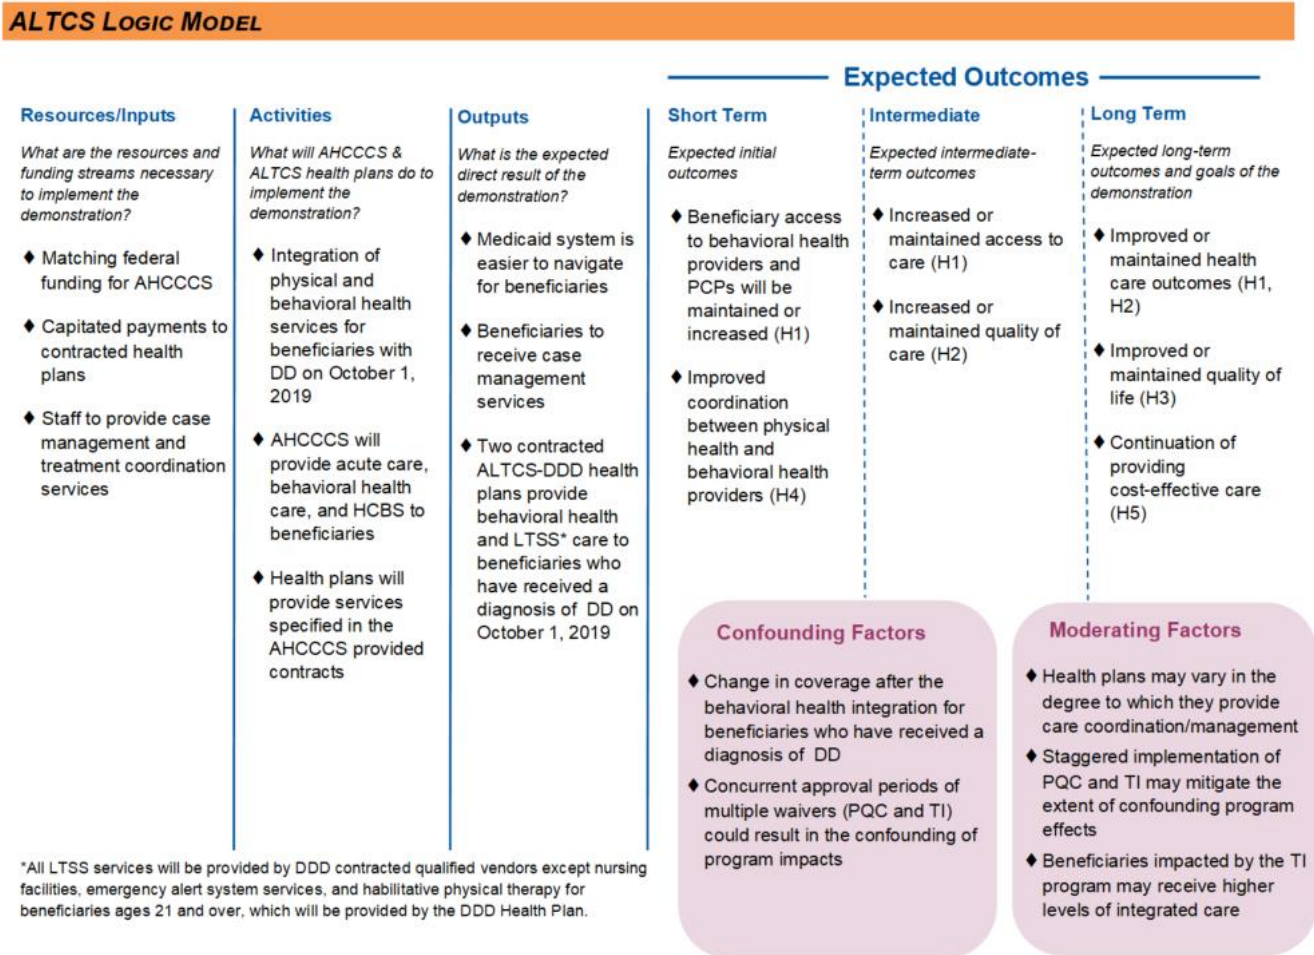 ALTCS LOGIC MODEL
Expected Outcomes
Resources/Inputs
What are the resources and
funding streams necessary
to implement the
demonstration?
♦ Matching federal
funding for AHCCCS
♦ Capitated payments to
contracted health
plans
♦ Staff to provide case
management and
treatment coordination
services
Activities
What will AHCCCS &
ALTCS health plans do to
implement the
demonstration?
♦ Integration of
physical and
behavioral health
services for
beneficiaries with
DD on October 1,
2019
♦ AHCCCS will
provide acute care,
behavioral health
care, and HCBS to
beneficiaries
♦ Health plans will
provide services
specified in the
AHCCCS provided
contracts
Outputs
What is the expected
direct result of the
demonstration?
♦ Medicaid system is
easier to navigate
for beneficiaries
♦ Beneficiaries to
receive case
management
services
♦ Two contracted
ALTCS-DDD health
plans provide
behavioral health
and LTSS* care to
beneficiaries who
have received a
diagnosis of DD on
October 1, 2019
Short Term
Expected initial
outcomes
♦ Beneficiary access
to behavioral health
providers and
PCPs will be
maintained or
increased (H1)
♦ Improved
coordination
between physical
health and
behavioral health
providers (H4)
Intermediate
Expected intermediate-
term outcomes
♦ Increased or
maintained access to
care (H1)
♦ Increased or
maintained quality of
care (H2)
Long Term
Expected long-term
outcomes and goals of the
demonstration
♦ Improved or
maintained health
care outcomes (H1,
H2)
♦ Improved or
maintained quality of
life (H3)
♦ Continuation of
providing
cost-effective care
(H5)
Confounding Factors
♦ Change in coverage after the
behavioral health integration for
beneficiaries who have received a
diagnosis of DD
♦ Concurrent approval periods of
multiple waivers (PQC and TI)
could result in the confounding of
program impacts
Moderating Factors
♦ Health plans may vary in the
degree to which they provide
care coordination/management
♦ Staggered implementation of
PQC and TI may mitigate the
extent of confounding program
effects
♦ Beneficiaries impacted by the TI
program may receive higher
levels of integrated care
*All LTSS services will be provided by DDD contracted qualified vendors except nursing
facilities, emergency alert system services, and habilitative physical therapy for
beneficiaries ages 21 and over, which will be provided by the DDD Health Plan.